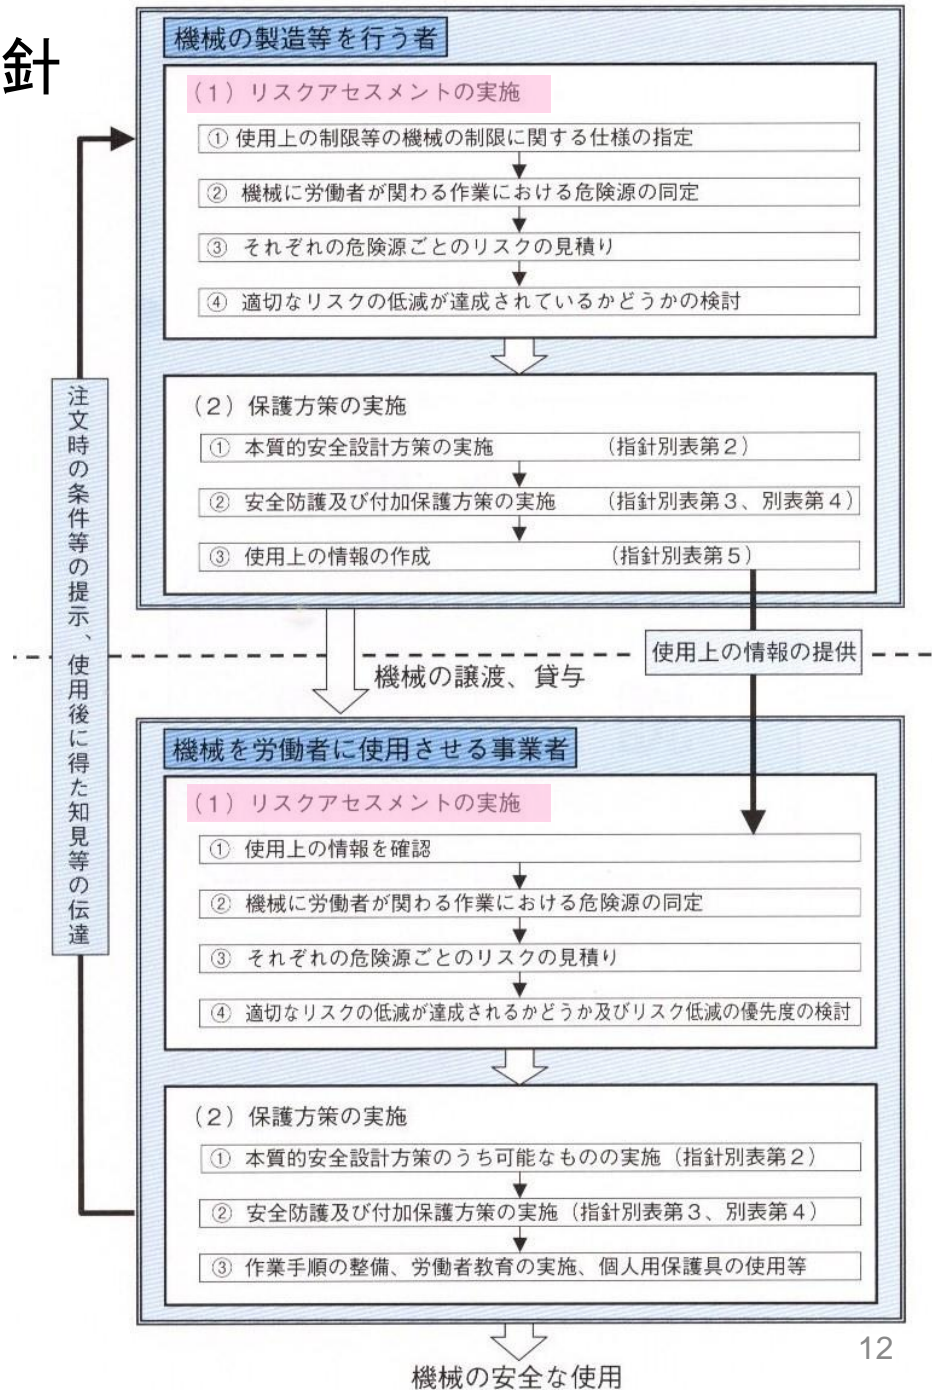 針
機械の製造等を行う者
(1)リスクアセスメントの実施
① 使用上の制限等の機械の制限に関する仕様の指定
② 機械に労働者が関わる作業における危険源の同定
③ それぞれの危険源ごとのリスクの見積り
④ 適切なリスクの低減が達成されているかどうかの検討
(2)保護方策の実施
① 本質的安全設計方策の実施 (指針別表第2)
② 安全防護及び付加保護方策の実施 (指針別表第3、別表第4)
③ 使用上の情報の作成 (指針別表第5)
注文時の条件等の提示、使用後に得た知見等の伝達
使用上の情報の提供
機械の譲渡、貸与
機械を労働者に使用させる事業者
(1)リスクアセスメントの実施
① 使用上の情報を確認
② 機械に労働者が関わる作業における危険源の同定
③ それぞれの危険源ごとのリスクの見積り
④ 適切なリスクの低減が達成されるかどうか及びリスク低減の優先度の検討
(2)保護方策の実施
① 本質的安全設計方策のうち可能なものの実施(指針別表第2)
② 安全防護及び付加保護方策の実施(指針別表第3、別表第4)
③ 作業手順の整備、労働者教育の実施、個人用保護具の使用等
12
機械の安全な使用